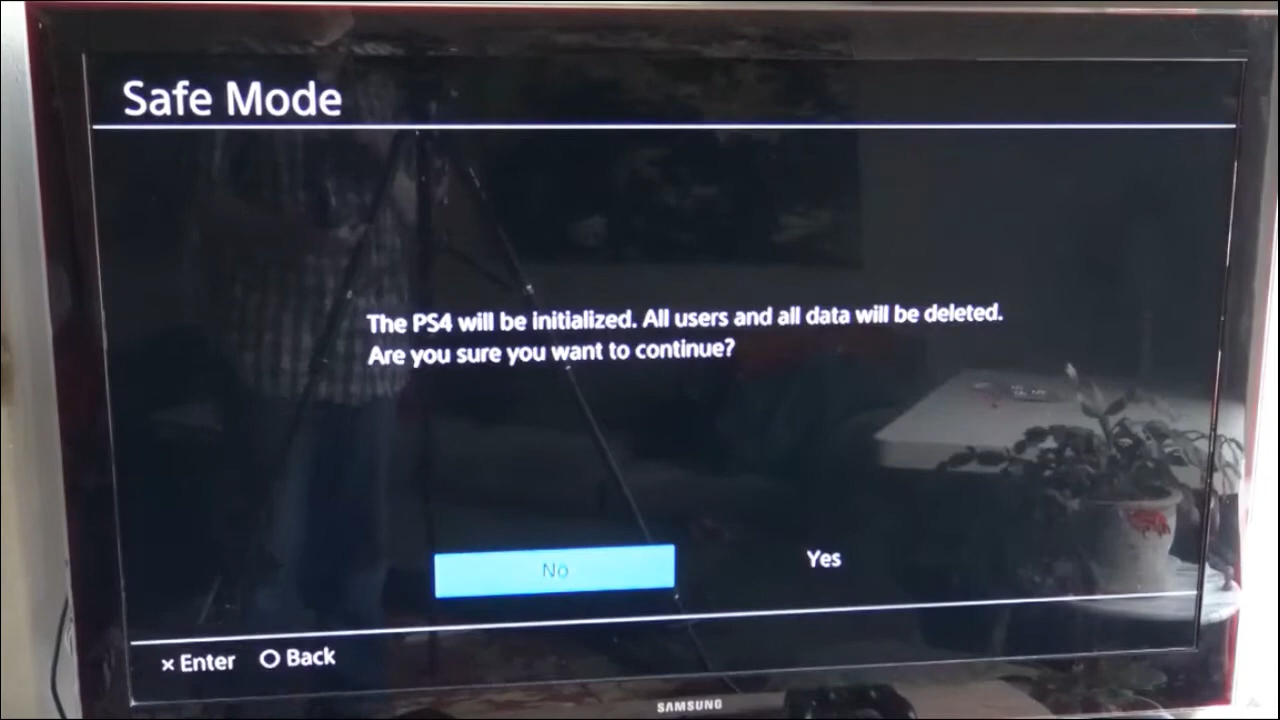 Safe Mode
The PS4 will be initialized. All users and all data will be deleted.
Are you sure you want to continue?
No
Yes
× Enter
O Back
SAMSUNG